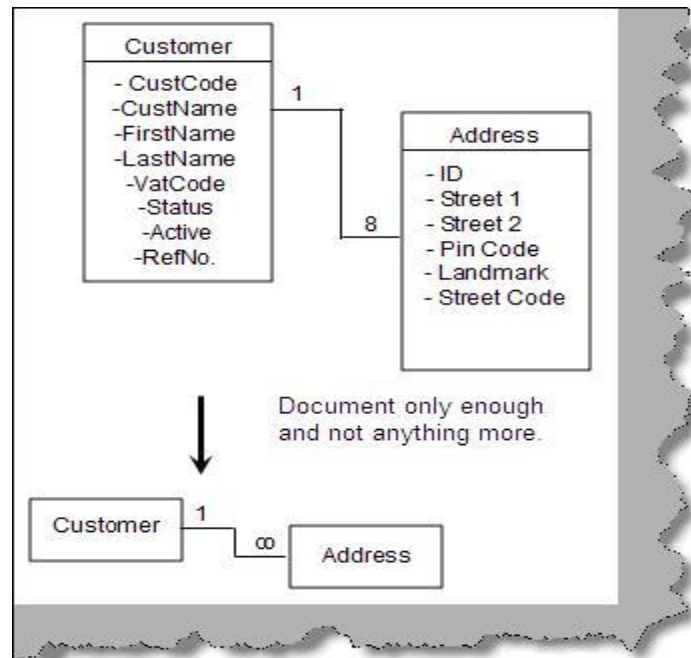 Customer
- CustCode
-CustName
-FirstName
-LastName
-VatCode
-Status
-Active
-RefNo.
1
8
Address
- ID
- Street 1
- Street 2
- Pin Code
- Landmark
- Street Code
Document only enough
and not anything more.
Customer
1
∞
Address